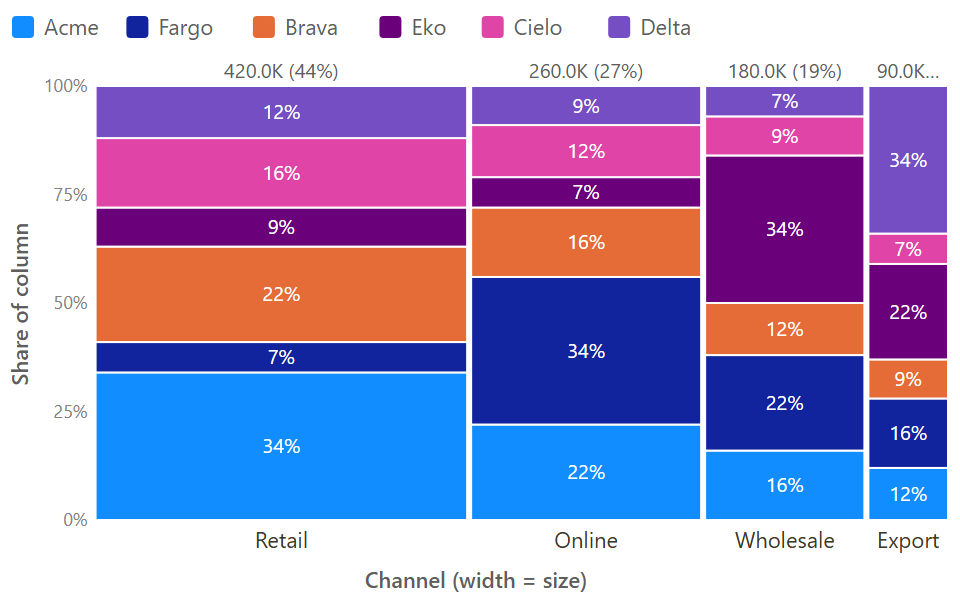 Acme Fargo Brava Eko Cielo Delta
420.0K (44%) 260.0K (27%) 180.0K (19%) 90.0K...
100%
75%
50%
25%
0%
Share of column
12% 16% 9% 22% 7% 34%
9% 12% 7% 16% 34% 22%
7% 9% 34% 12% 22% 16%
34% 7% 22% 9% 16% 12%
Retail Online Wholesale Export
Channel (width = size)